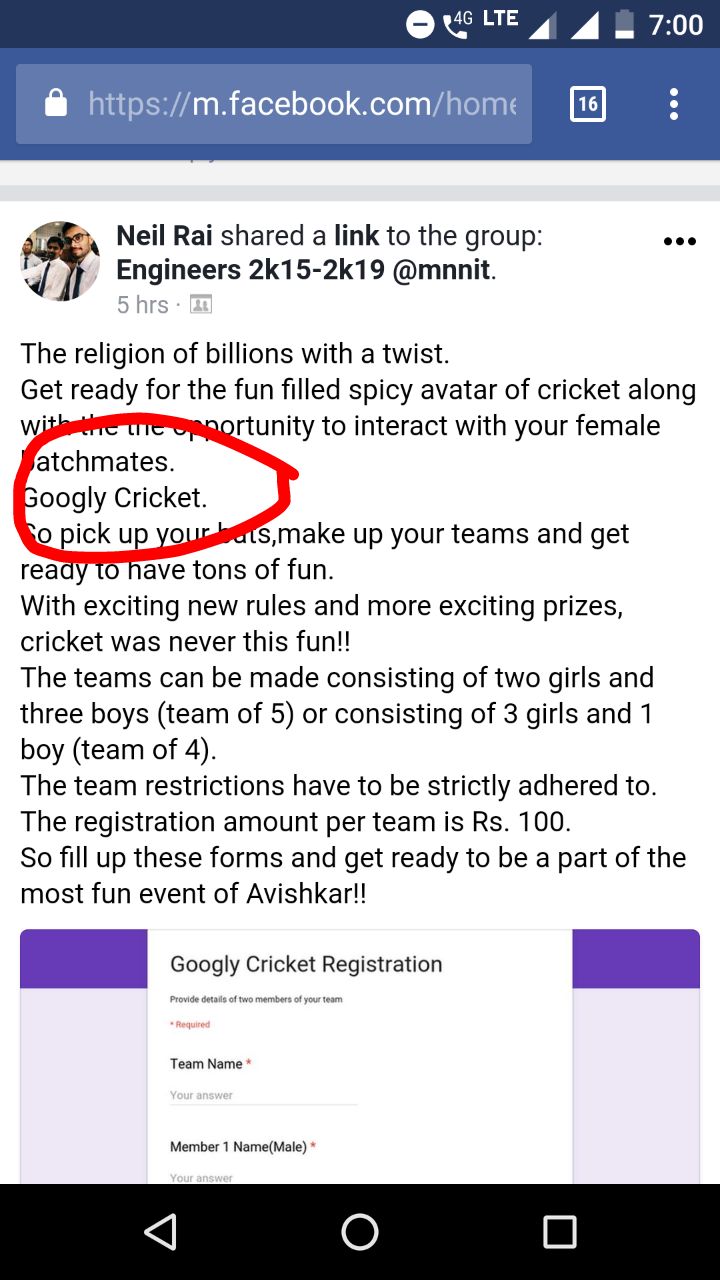 4G LTE 7:00
https://m.facebook.com/home
16
Neil Rai shared a link to the group:
Engineers 2k15-2k19 @mnnit.
5 hrs ·
The religion of billions with a twist.
Get ready for the fun filled spicy avatar of cricket along
with the the opportunity to interact with your female
batchmates.
Googly Cricket.
So pick up your bats,make up your teams and get
ready to have tons of fun.
With exciting new rules and more exciting prizes,
cricket was never this fun!!
The teams can be made consisting of two girls and
three boys (team of 5) or consisting of 3 girls and 1
boy (team of 4).
The team restrictions have to be strictly adhered to.
The registration amount per team is Rs. 100.
So fill up these forms and get ready to be a part of the
most fun event of Avishkar!!
Googly Cricket Registration
Provide details of two members of your team
* Required
Team Name *
Your answer
Member 1 Name(Male) *
Your answer